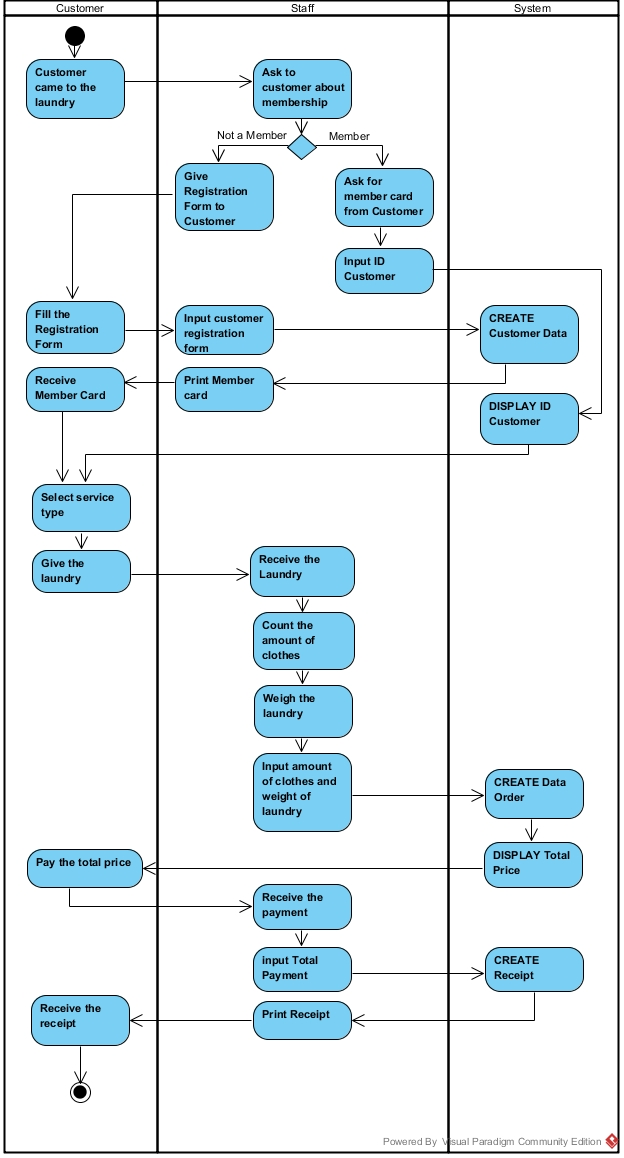 Customer
Staff
System
Customer
came to the
laundry
Ask to
customer about
membership
Not a Member
Member
Give
Registration
Form to
Customer
Ask for
member card
from Customer
Input ID
Customer
Fill the
Registration
Form
Input customer
registration
form
CREATE
Customer Data
Receive
Member Card
Print Member
card
DISPLAY ID
Customer
Select service
type
Give the
laundry
Receive the
Laundry
Count the
amount of
clothes
Weigh the
laundry
Input amount
of clothes and
weight of
laundry
CREATE Data
Order
Pay the total price
DISPLAY Total
Price
Receive the
payment
input Total
Payment
CREATE
Receipt
Receive the
receipt
Print Receipt
Powered By Visual Paradigm Community Edition